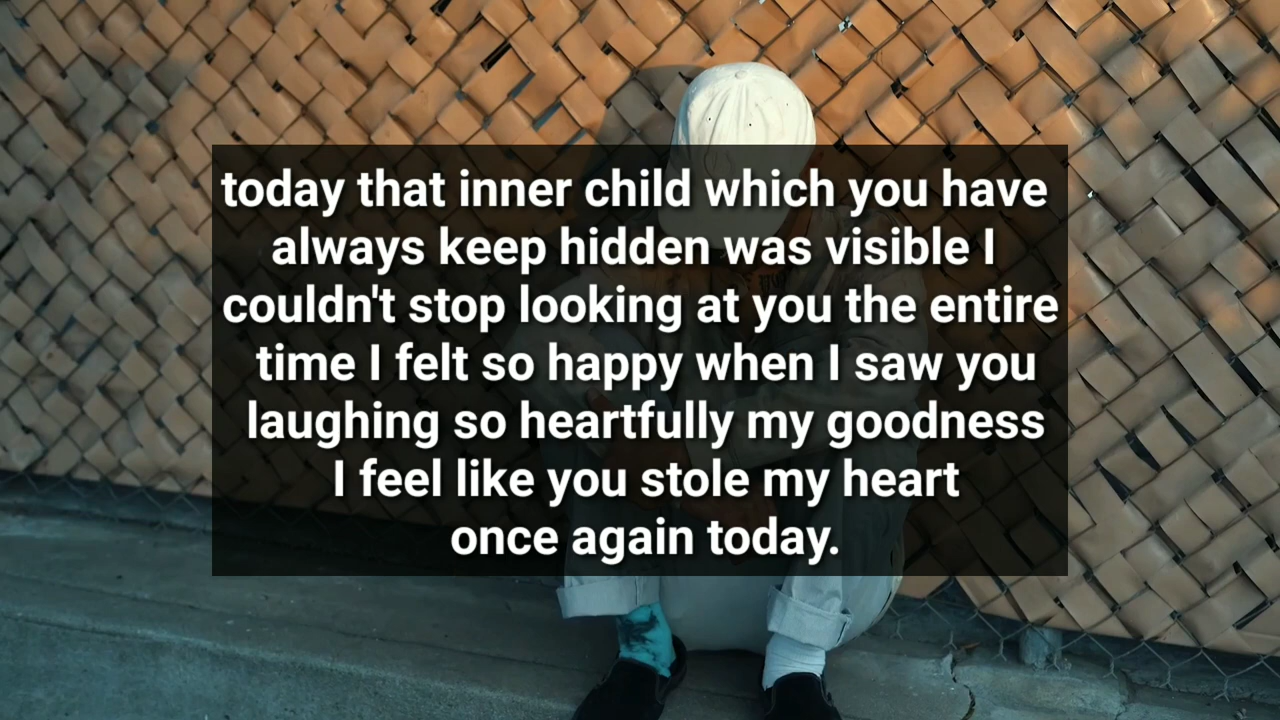 today that inner child which you have
always keep hidden was visible I
couldn't stop looking at you the entire
time I felt so happy when I saw you
laughing so heartfully my goodness
I feel like you stole my heart
once again today.